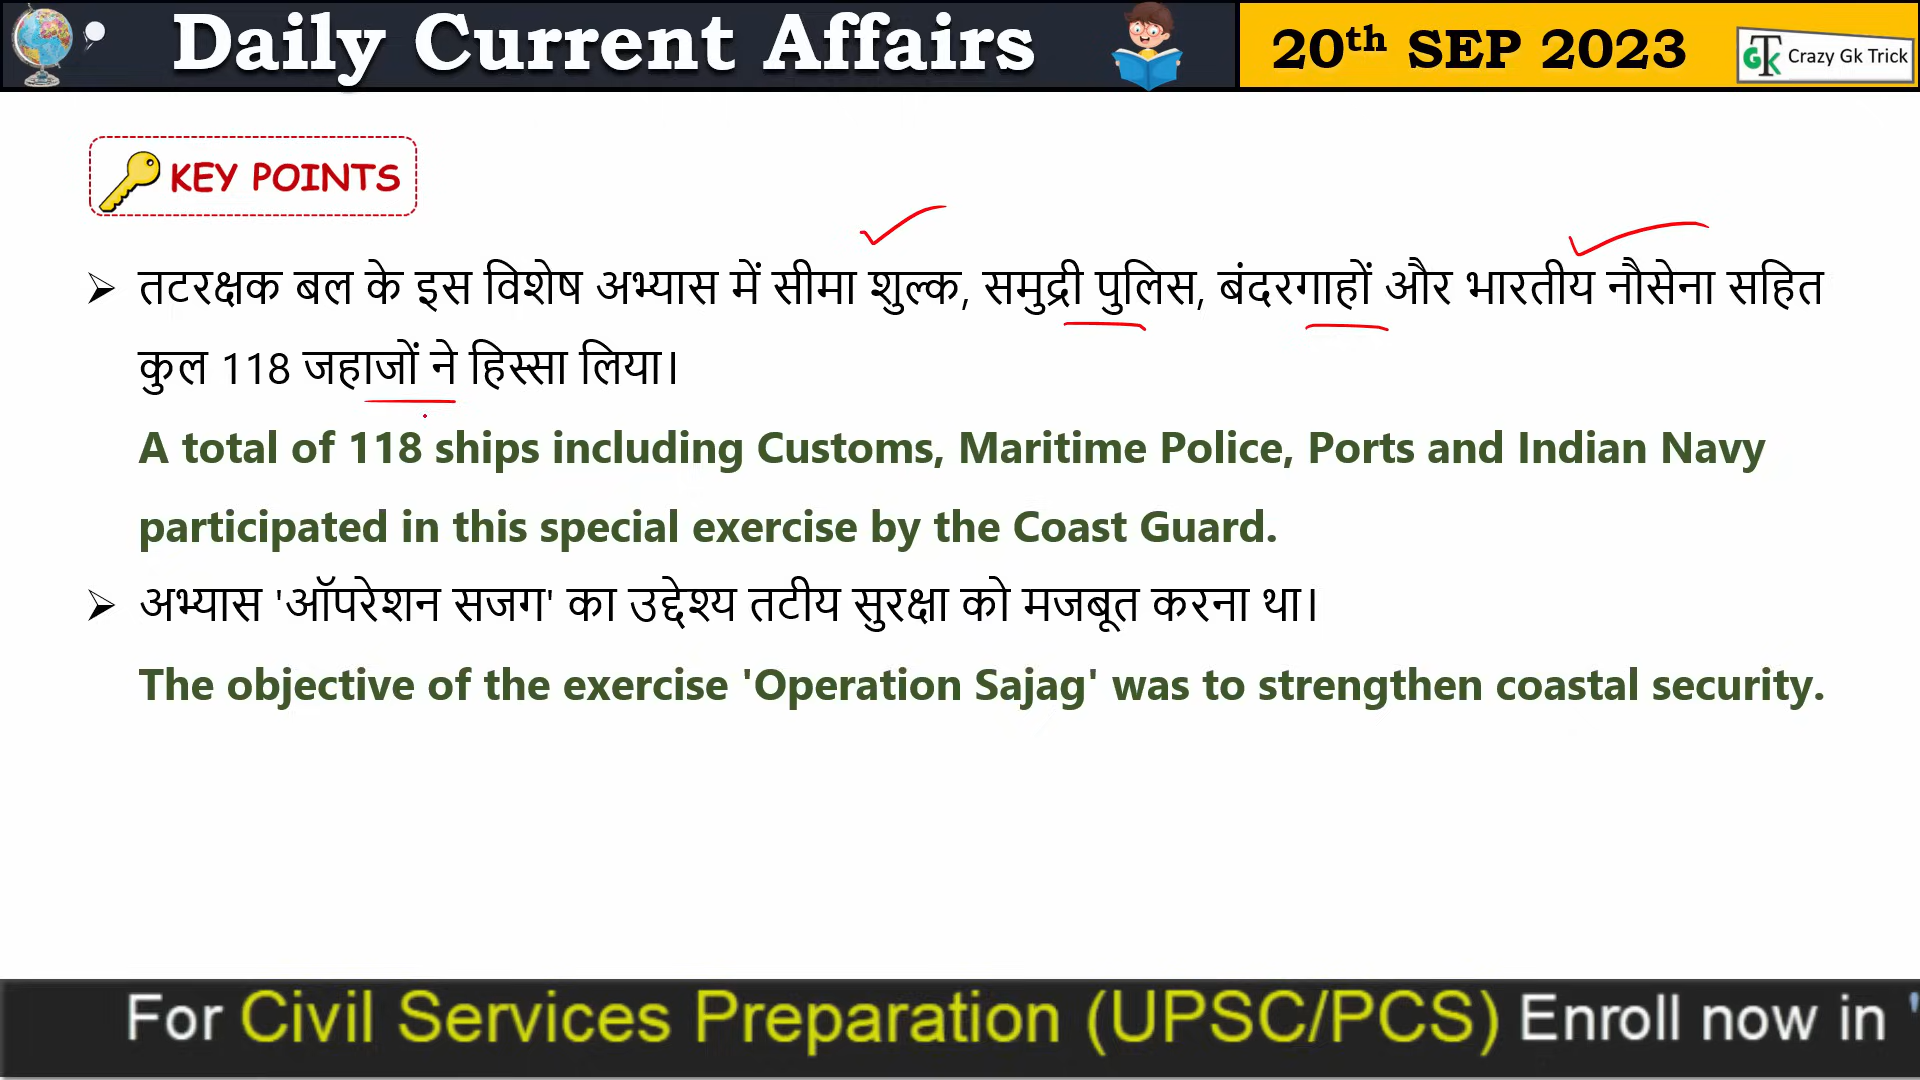 Daily Current Affairs
20th SEP 2023
GTK Crazy Gk Trick
KEY POINTS
➢ तटरक्षक बल के इस विशेष अभ्यास में सीमा शुल्क, समुद्री पुलिस, बंदरगाहों और भारतीय नौसेना सहित
कुल 118 जहाजों ने हिस्सा लिया।
A total of 118 ships including Customs, Maritime Police, Ports and Indian Navy
participated in this special exercise by the Coast Guard.
➢ अभ्यास 'ऑपरेशन सजग' का उद्देश्य तटीय सुरक्षा को मजबूत करना था।
The objective of the exercise 'Operation Sajag' was to strengthen coastal security.
For Civil Services Preparation (UPSC/PCS) Enroll now in '